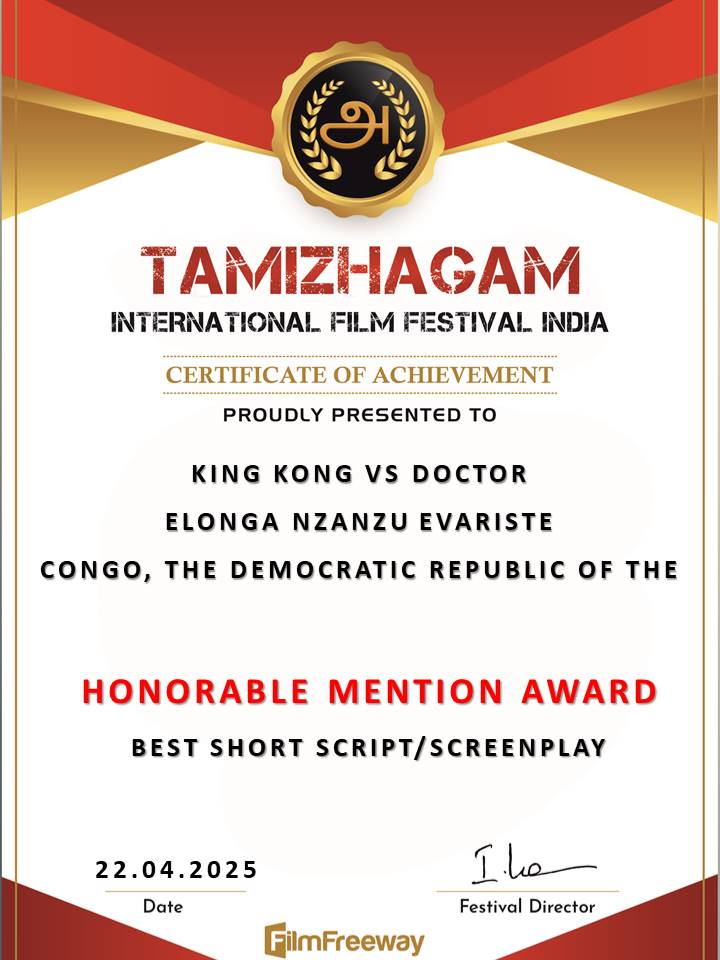 அ
TAMIZHAGAM
INTERNATIONAL FILM FESTIVAL INDIA
CERTIFICATE OF ACHIEVEMENT
PROUDLY PRESENTED TO
KING KONG VS DOCTOR
ELONGA NZANZU EVARISTE
CONGO, THE DEMOCRATIC REPUBLIC OF THE
HONORABLE MENTION AWARD
BEST SHORT SCRIPT/SCREENPLAY
22.04.2025
Date
Festival Director
FilmFreeway